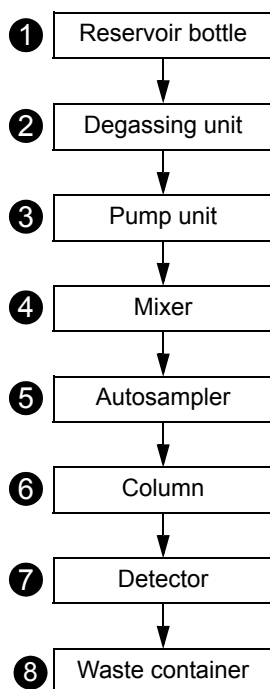 1 Reservoir bottle
2 Degassing unit
3 Pump unit
4 Mixer
5 Autosampler
6 Column
7 Detector
8 Waste container